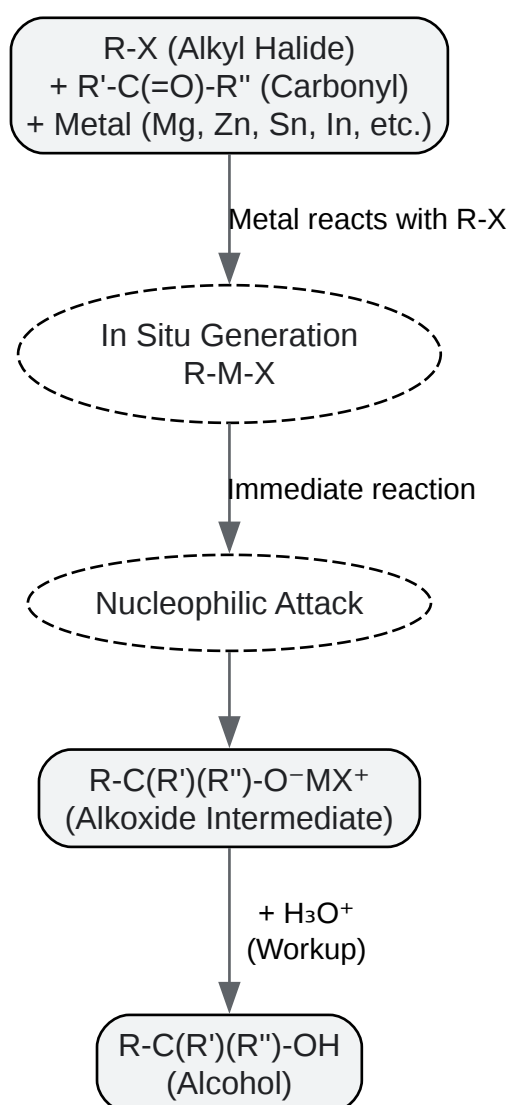 R-X (Alkyl Halide)
+ R'-C(=O)-R" (Carbonyl)
+ Metal (Mg, Zn, Sn, In, etc.)
Metal reacts with R-X
In Situ Generation
R-M-X
Immediate reaction
Nucleophilic Attack
R-C(R')(R")-O⁻MX⁺
(Alkoxide Intermediate)
+ H₃O⁺
(Workup)
R-C(R')(R")-OH
(Alcohol)